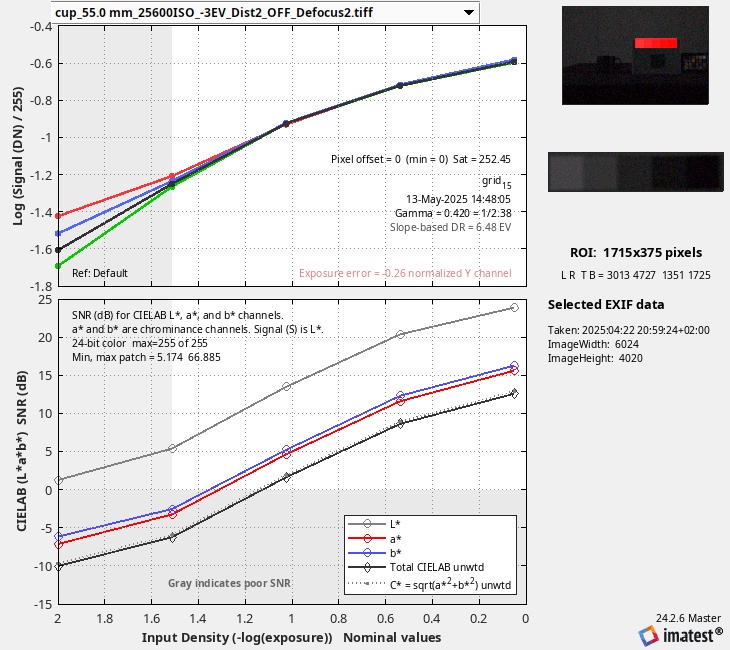 cup_55.0 mm_25600ISO_-3EV_Dist2_OFF_Defocus2.tiff
-0.4
-0.6
-0.8
-1
-1.2
-1.4
-1.6
-1.8
Log (Signal (DN) / 255)
Pixel offset = 0 (min = 0) Sat = 252.45
grid15
13-May-2025 14:48:05
Gamma = 0.420 = 1/2.38
Slope-based DR = 6.48 EV
Ref: Default
Exposure error = -0.26 normalized Y channel
ROI: 1715x375 pixels
L R T B = 3013 4727 1351 1725
Selected EXIF data
Taken: 2025:04:22 20:59:24+02:00
ImageWidth: 6024
ImageHeight: 4020
25
20
15
10
5
0
-5
-10
-15
CIELAB (L*a*b*) SNR (dB)
SNR (dB) for CIELAB L*, a*, and b* channels.
a* and b* are chrominance channels. Signal (S) is L*.
24-bit color max=255 of 255
Min, max patch = 5.174 66.885
L*
a*
b*
Total CIELAB unwtd
C* = sqrt(a*2+b*2) unwtd
Gray indicates poor SNR
2 1.8 1.6 1.4 1.2 1 0.8 0.6 0.4 0.2 0
Input Density (-log(exposure)) Nominal values
24.2.6 Master
imatest®